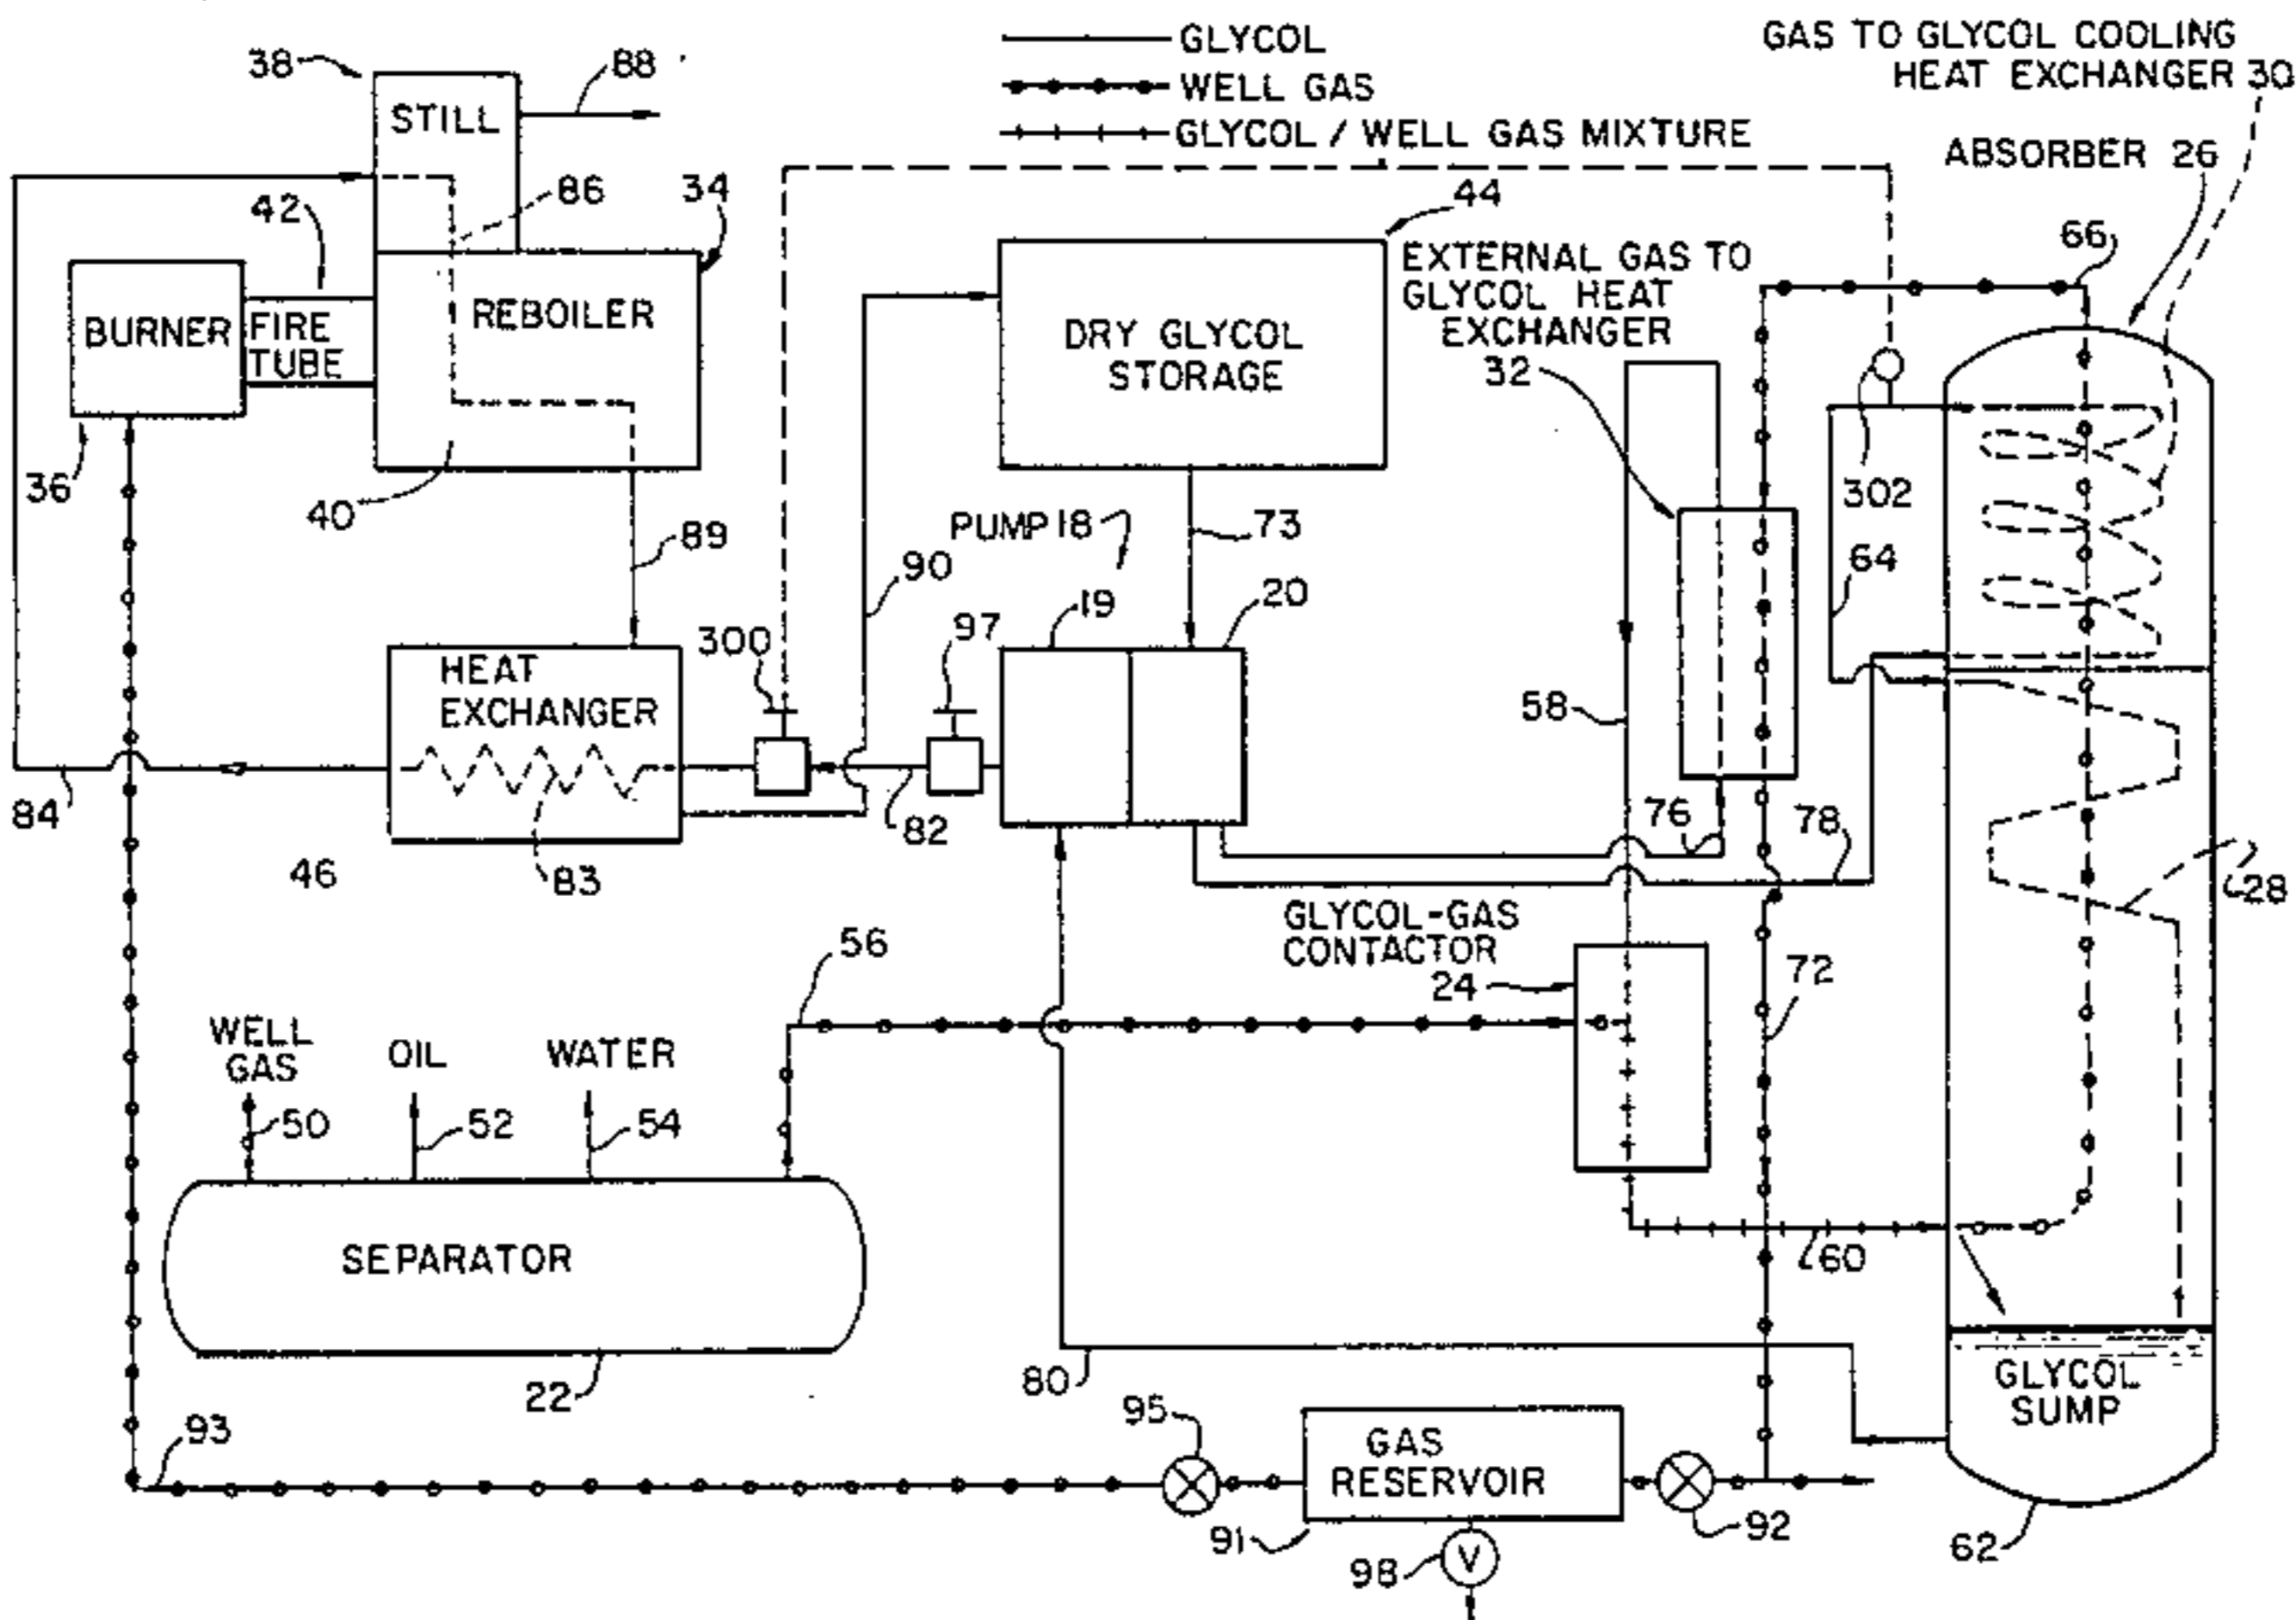 GLYCOL
WELL GAS
GLYCOL / WELL GAS MIXTURE
GAS TO GLYCOL COOLING
HEAT EXCHANGER 30
ABSORBER 26
38
STILL
88
86
42
34
44
66
BURNER
FIRE
TUBE
REBOILER
DRY GLYCOL
STORAGE
EXTERNAL GAS TO
GLYCOL HEAT
EXCHANGER
32
302
36
40
89
PUMP 18
73
90
64
19
20
97
300
HEAT
EXCHANGER
58
84
82
76
78
46
83
28
GLYCOL-GAS
CONTACTOR
24
56
72
WELL
GAS
OIL
WATER
50
52
54
60
SEPARATOR
22
80
GLYCOL
SUMP
93
95
GAS
RESERVOIR
91
92
98
V
62